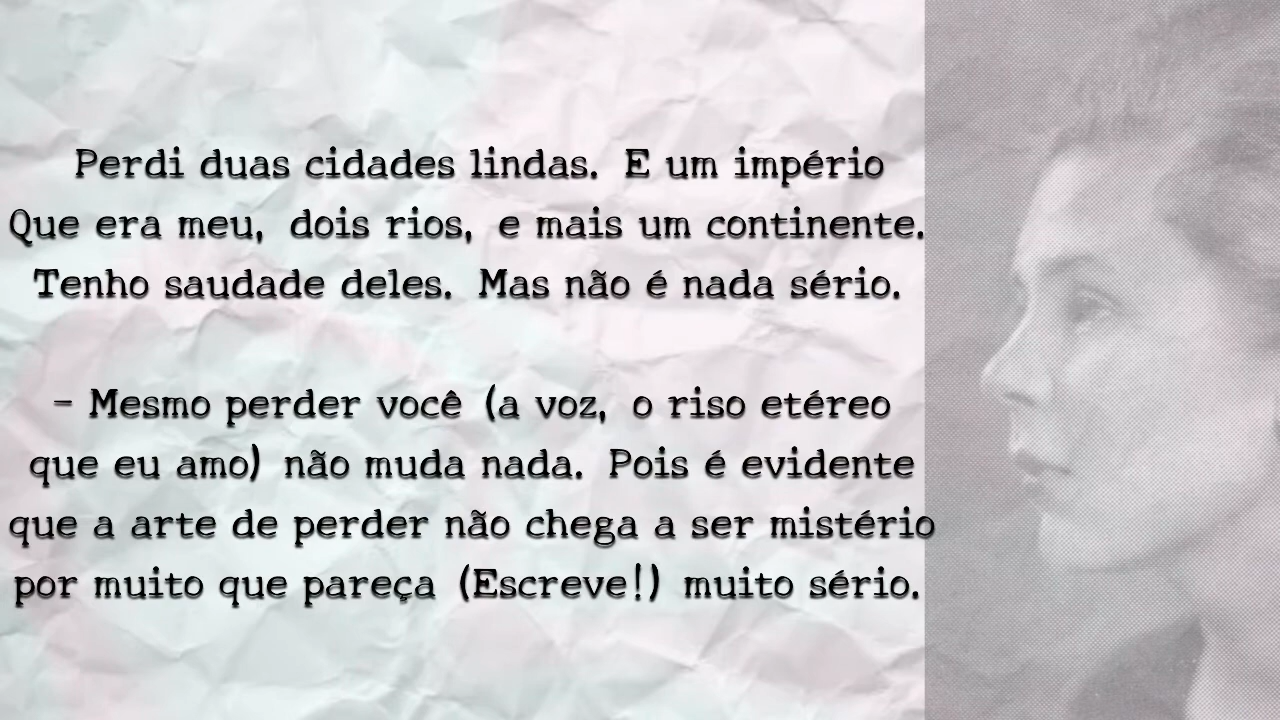 Perdi duas cidades lindas. E um império
Que era meu, dois rios, e mais um continente.
Tenho saudade deles. Mas não é nada sério.
– Mesmo perder você (a voz, o riso etéreo
que eu amo) não muda nada. Pois é evidente
que a arte de perder não chega a ser mistério
por muito que pareça (Escreve!) muito sério.